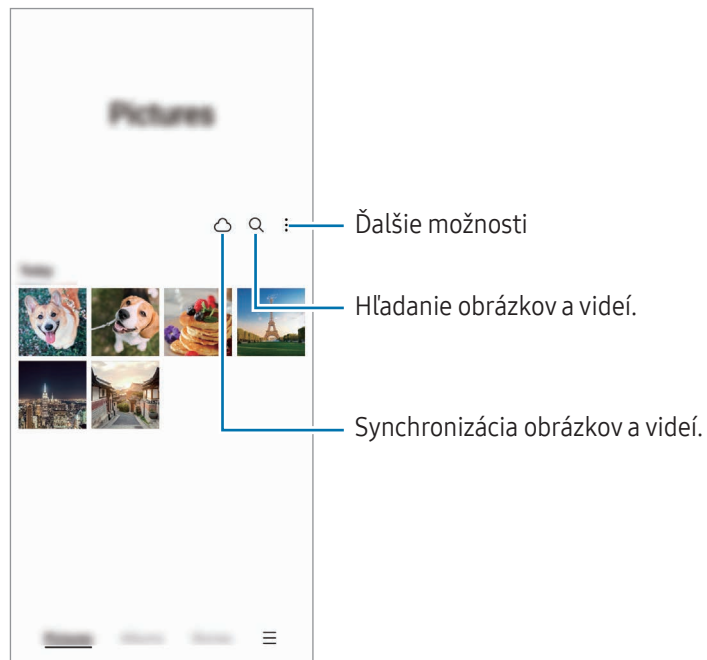 Pictures
Ďalšie možnosti
Hľadanie obrázkov a videí.
Synchronizácia obrázkov a videí.